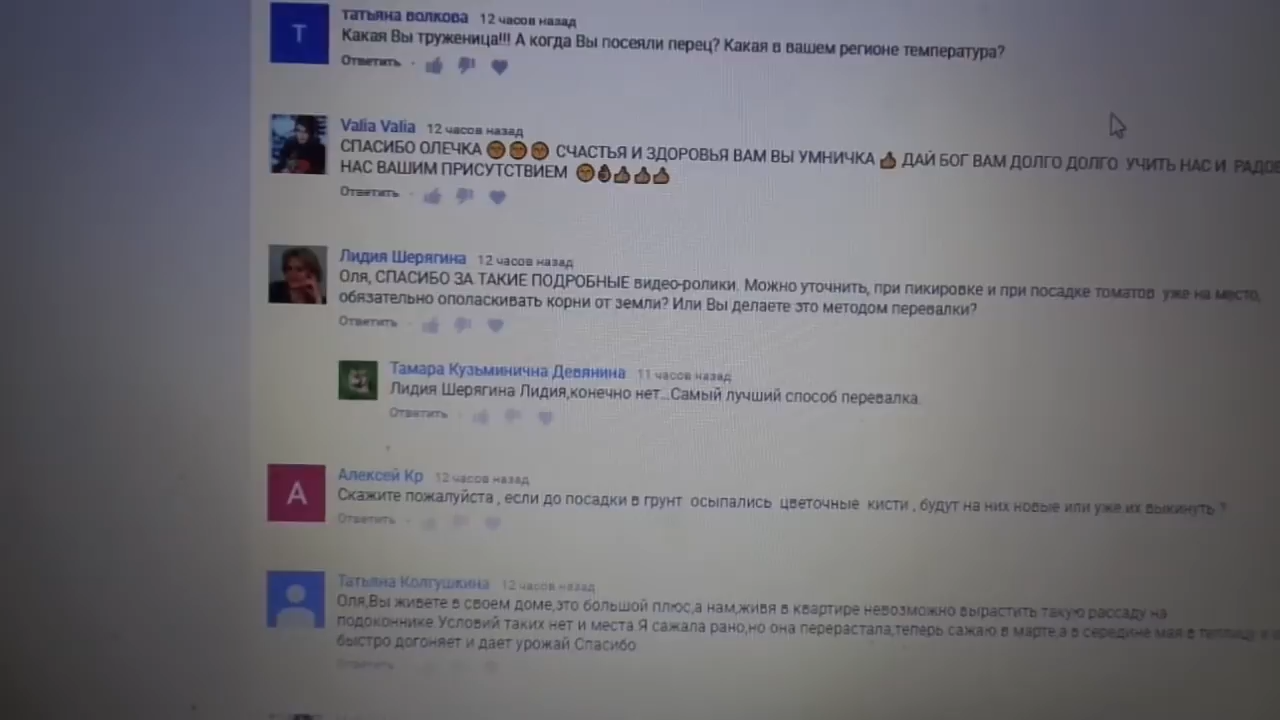 Т
татьяна волкова 12 часов назад
Какая Вы труженица!!! А когда Вы посеяли перец? Какая в вашем регионе температура?
Ответить
Valia Valia 12 часов назад
СПАСИБО ОЛЕЧКА 😁😁😁 СЧАСТЬЯ И ЗДОРОВЬЯ ВАМ ВЫ УМНИЧКА 👍 ДАЙ БОГ ВАМ ДОЛГО ДОЛГО УЧИТЬ НАС И
НАС ВАШИМ ПРИСУТСТВИЕМ 😁👌👍👍👍
Ответить
Лидия Шерягина 12 часов назад
Оля, СПАСИБО ЗА ТАКИЕ ПОДРОБНЫЕ видео-ролики. Можно уточнить, при пикировке и при посадке томатов уже на место,
обязательно ополаскивать корни от земли? Или Вы делаете это методом перевалки?
Ответить
Тамара Кузьминична Девянина 11 часов назад
Лидия Шерягина Лидия,конечно нет...Самый лучший способ перевалка.
Ответить
А
Алексей Кр 12 часов назад
Скажите пожалуйста , если до посадки в грунт осыпались цветочные кисти , будут на них новые или уже их выкинуть ?
Ответить
Татьяна Колгушкина 12 часов назад
Оля,Вы живете в своем доме,это большой плюс,а нам,живя в квартире невозможно вырастить такую рассаду на
подоконнике.Условий таких нет и места.Я сажала рано,но она перерастала,теперь сажаю в марте,а в середине мая в теплицу и
быстро догоняет и дает урожай.Спасибо
Ответить